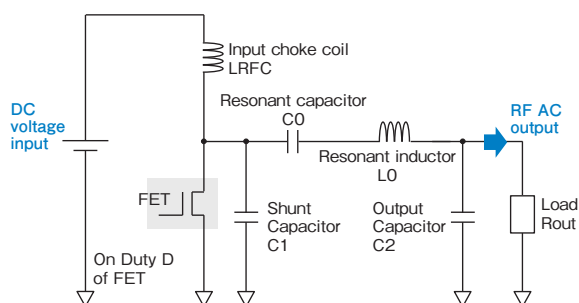 Input choke coil
LRFC
DC
voltage
input
Resonant capacitor
C0
RF AC
output
Resonant inductor
L0
FET
Shunt
Capacitor
C1
Output
Capacitor
C2
Load
Rout
On Duty D
of FET